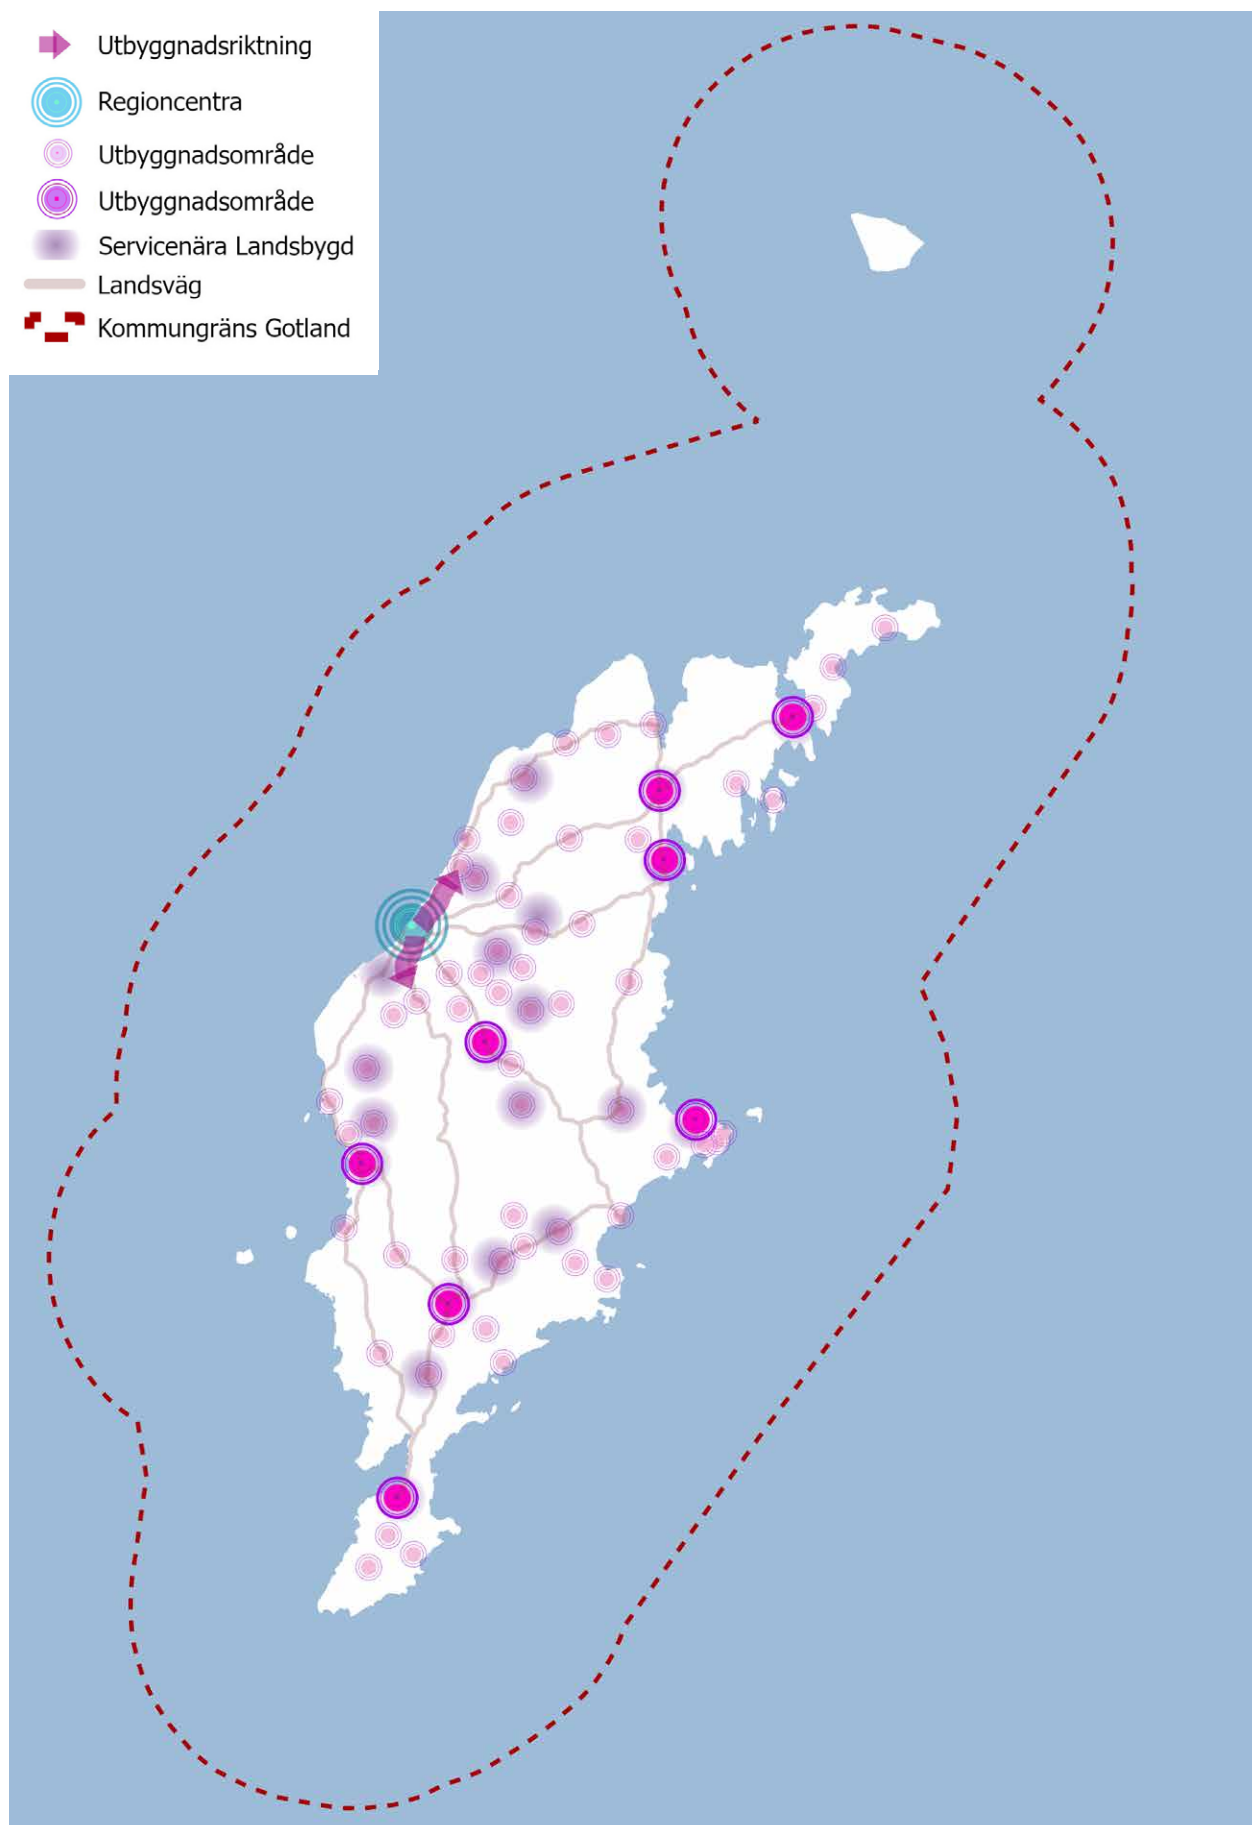 Utbyggnadsriktning
Regioncentra
Utbyggnadsområde
Utbyggnadsområde
Servicenära Landsbygd
Landsväg
Kommungräns Gotland